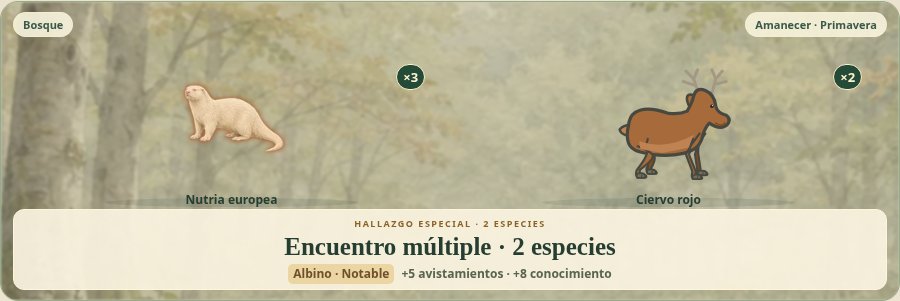 Bosque
Amanecer · Primavera
×3
×2
Nutria europea
Ciervo rojo
HALLAZGO ESPECIAL · 2 ESPECIES
Encuentro múltiple · 2 especies
Albino · Notable +5 avistamientos · +8 conocimiento